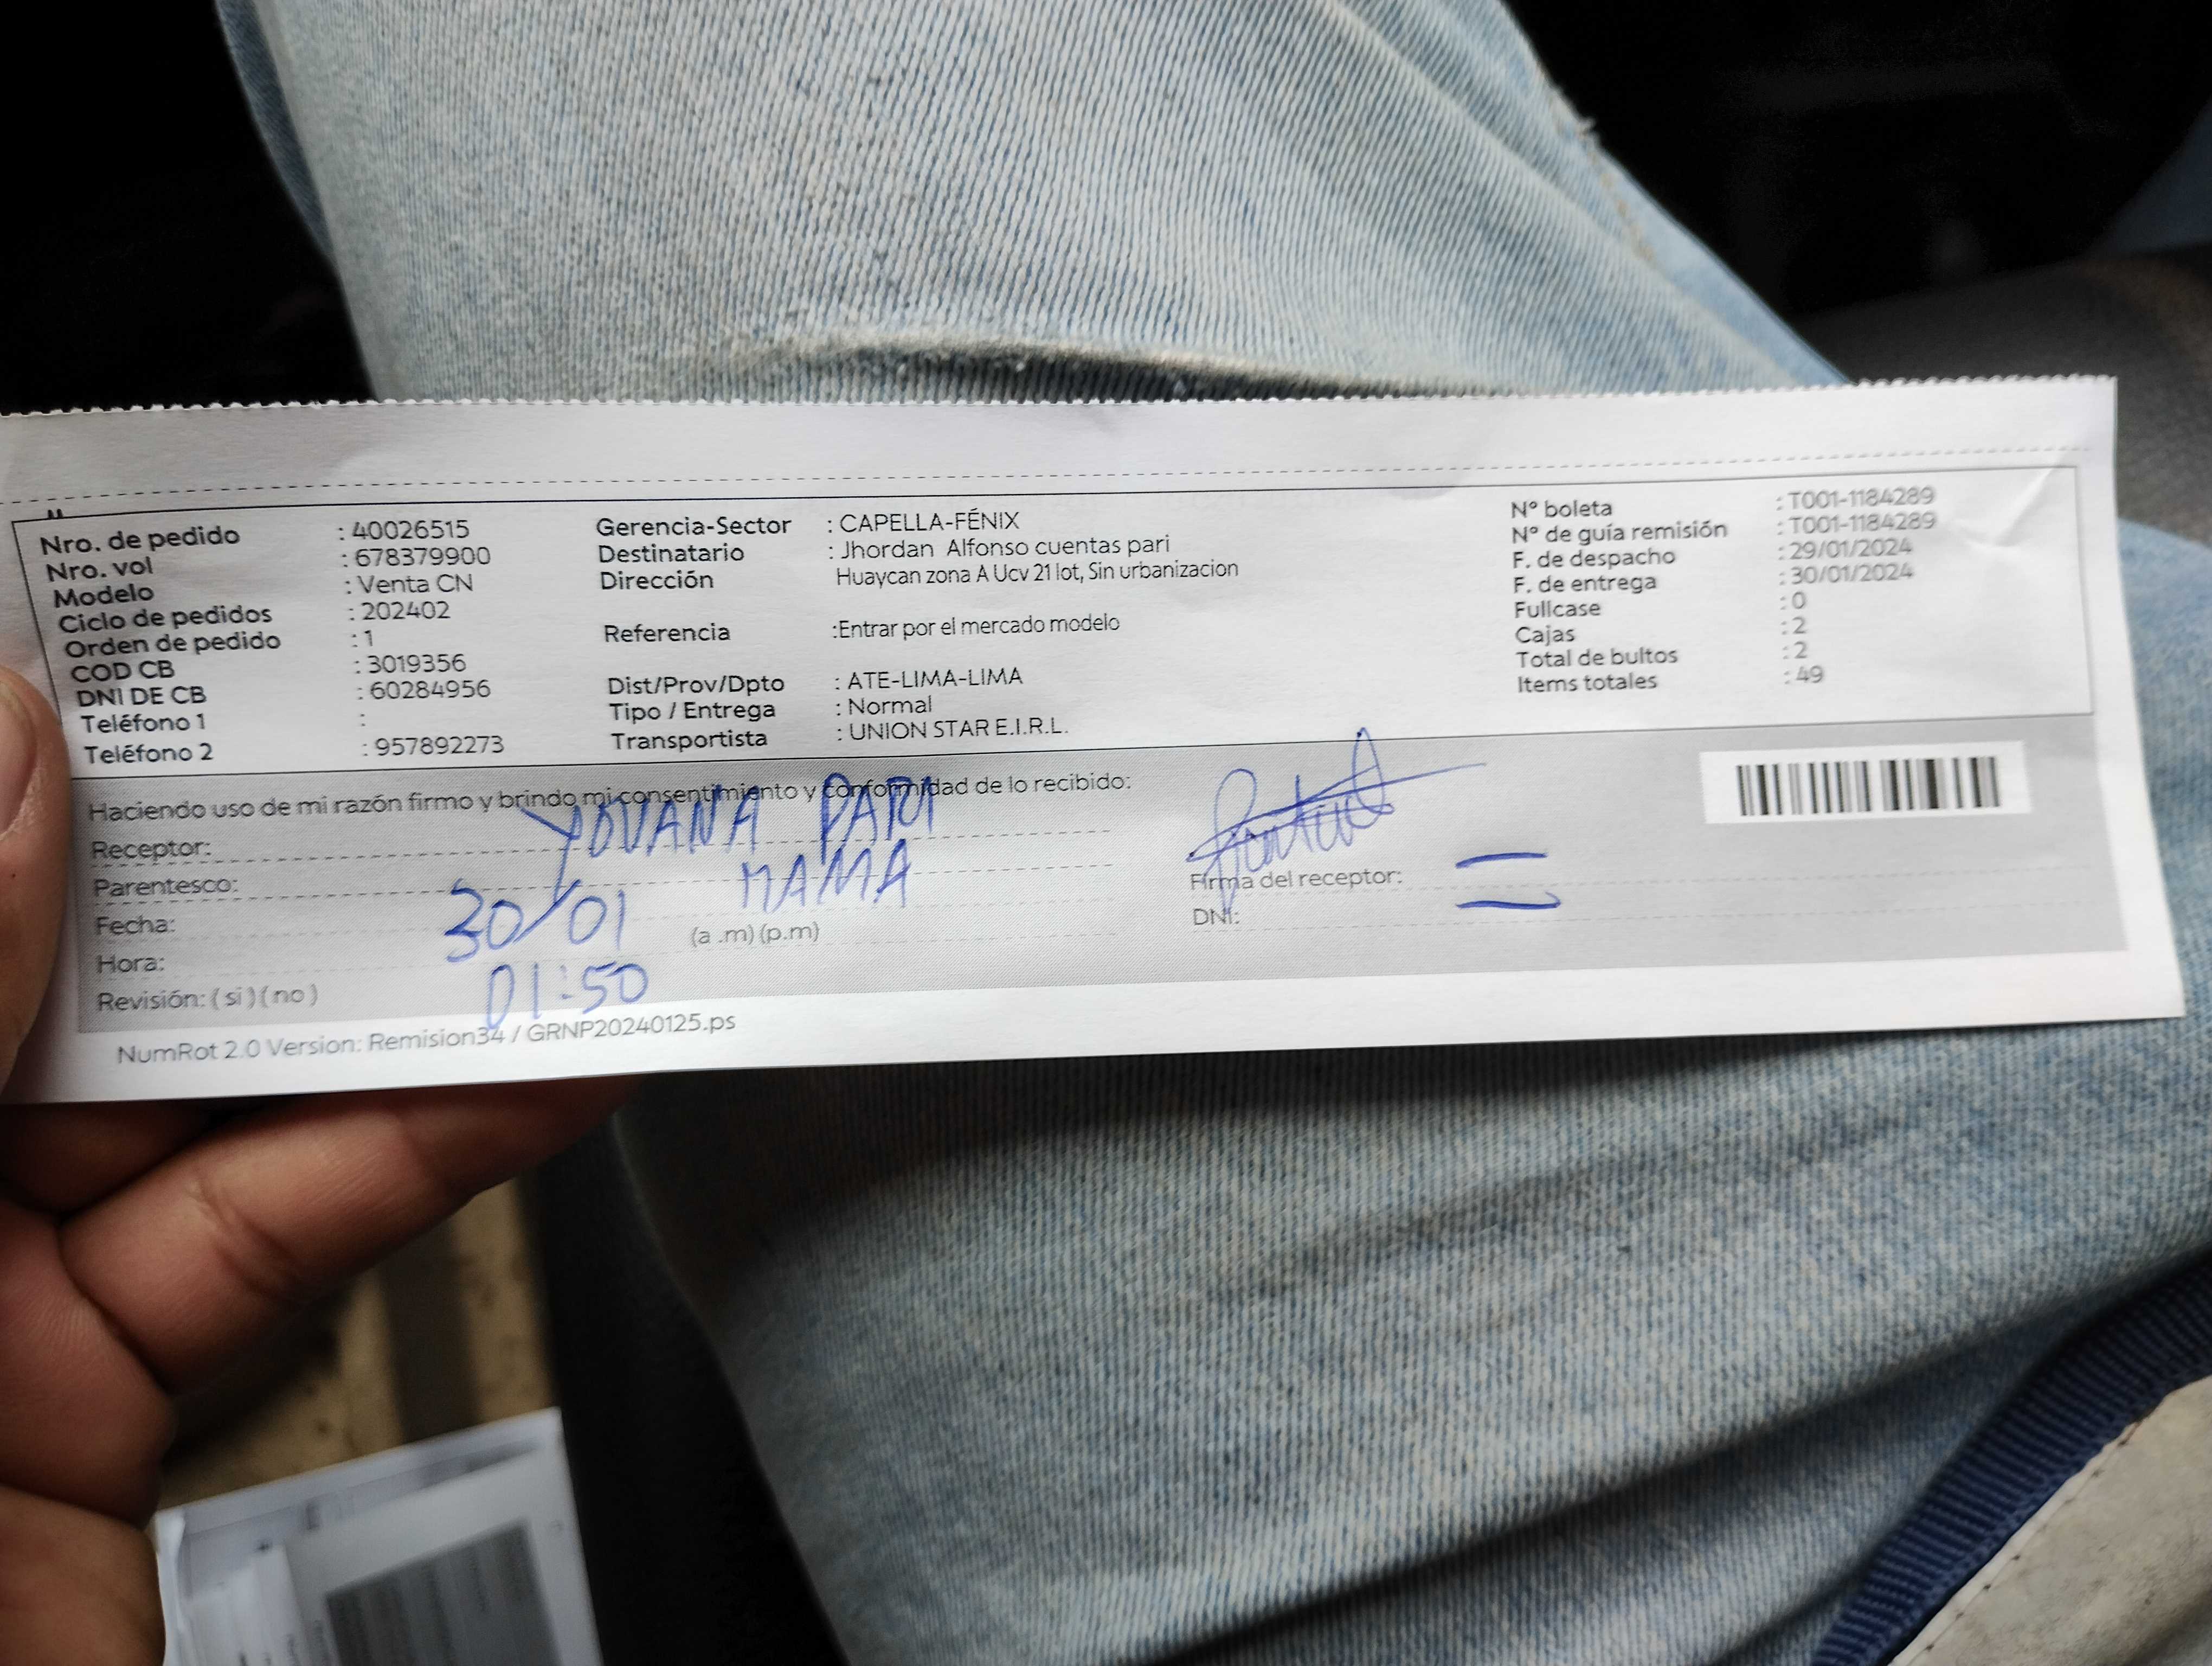 Nro. de pedido : 40026515
Nro. vol : 678379900
Modelo : Venta CN
Ciclo de pedidos : 202402
Orden de pedido : 1
COD CB : 3019356
DNI DE CB : 60284956
Teléfono 1 :
Teléfono 2 : 957892273
Gerencia-Sector : CAPELLA-FÉNIX
Destinatario : Jhordan Alfonso cuentas pari
Dirección Huaycan zona A Ucv 21 lot, Sin urbanizacion
Referencia :Entrar por el mercado modelo
Dist/Prov/Dpto : ATE-LIMA-LIMA
Tipo / Entrega : Normal
Transportista : UNION STAR E.I.R.L.
N° boleta : T001-1184289
N° de guía remisión : T001-1184289
F. de despacho : 29/01/2024
F. de entrega : 30/01/2024
Fullcase : 0
Cajas : 2
Total de bultos : 2
Items totales : 49
Haciendo uso de mi razón firmo y brindo mi consentimiento y conformidad de lo recibido:
Receptor: YOVANA PARI
Parentesco: MAMA
Fecha: 30/01
Hora: 01:50 (a .m) (p.m)
Revisión: ( si ) ( no )
Firma del receptor:
DNI:
NumRot 2.0 Version: Remision34 / GRNP20240125.ps